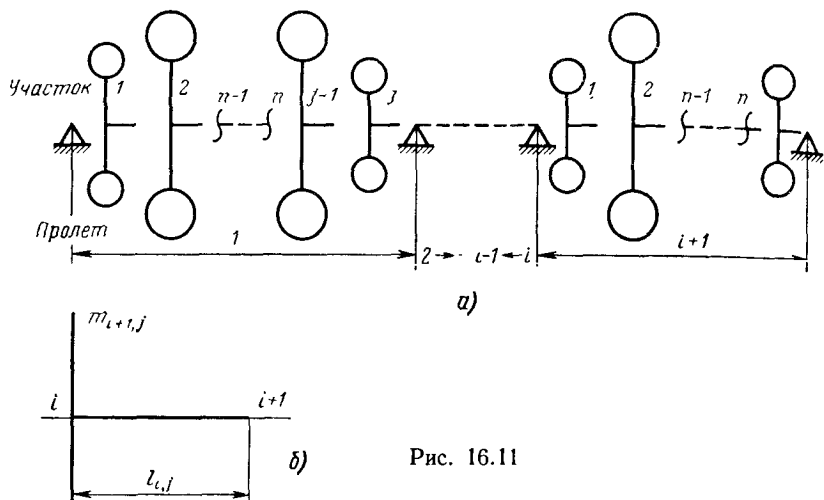 Участок 1 2 n-1 n j-1 j 1 2 n-1 n
Пролет 1 2 i-1 i i+1
а)
m i+1,j
i i+1
l i,j
б)
Рис. 16.11